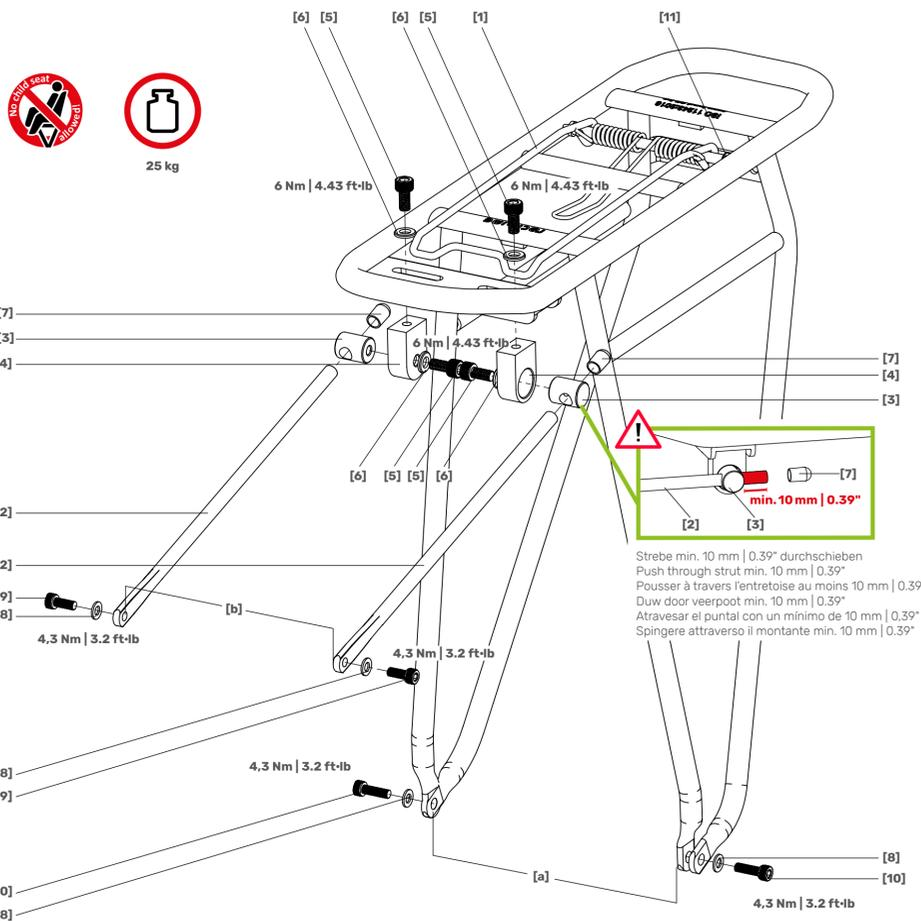 [6] [5] [6] [5] [1] [11]
No child seat
allowed!
25 kg
6 Nm | 4.43 ft·lb
6 Nm | 4.43 ft·lb
7]
3]
4]
6 Nm | 4.43 ft·lb
[7]
[4]
[3]
[6] [5] [5] [6]
!
[7]
min. 10 mm | 0.39"
[2] [3]
2]
Strebe min. 10 mm | 0.39" durchschieben
Push through strut min. 10 mm | 0.39"
Pousser à travers l'entretoise au moins 10 mm | 0.39
Duw door veerpoot min. 10 mm | 0.39"
Atravesar el puntal con un mínimo de 10 mm | 0.39"
Spingere attraverso il montante min. 10 mm | 0.39"
2]
9]
8]
[b]
4,3 Nm | 3.2 ft·lb
4,3 Nm | 3.2 ft·lb
8]
9]
4,3 Nm | 3.2 ft·lb
[8]
[10]
[a]
0]
8]
4,3 Nm | 3.2 ft·lb